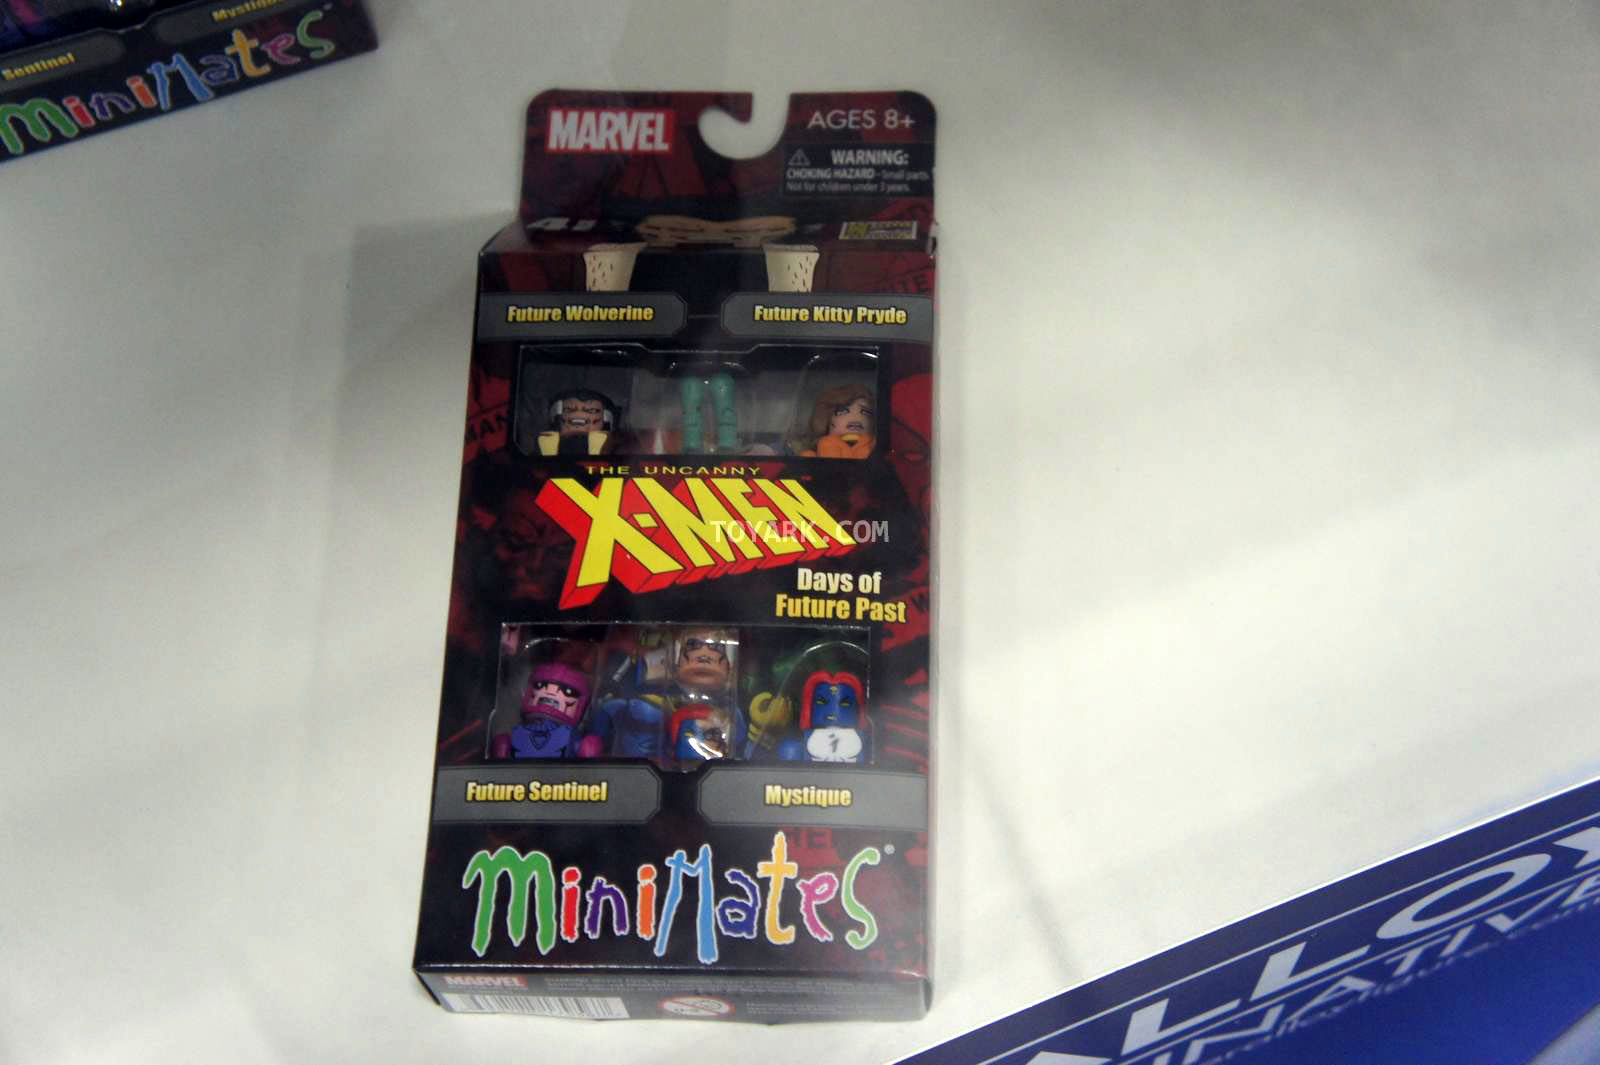 Mystique
Sentinel
miniMates
MARVEL
AGES 8+
WARNING:
CHOKING HAZARD - Small parts
Not for children under 3 years.
Future Wolverine
Future Kitty Pryde
THE UNCANNY
X-MEN
TOYARK.COM
Days of
Future Past
Future Sentinel
Mystique
miniMates®
MARVEL